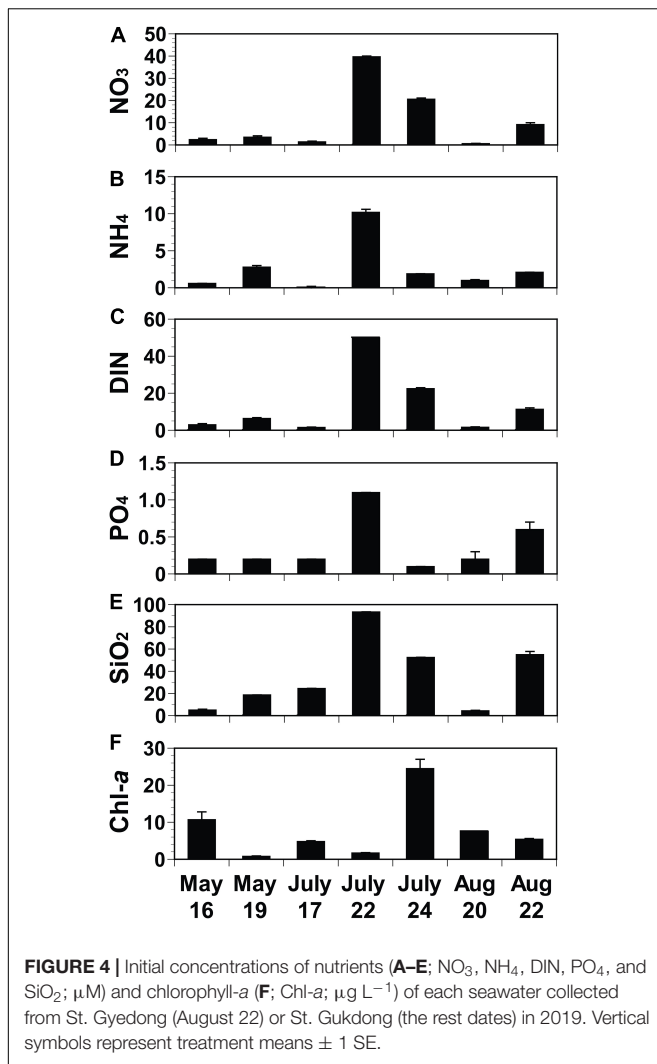 A
NO₃
50
40
30
20
10
0
B
NH₄
15
10
5
0
C
DIN
60
40
20
0
D
PO₄
1.5
1.0
0.5
0
E
SiO₂
100
80
60
40
20
0
F
Chl-a
30
20
10
0
May May July July July Aug Aug
16 19 17 22 24 20 22
FIGURE 4 | Initial concentrations of nutrients (A–E; NO₃, NH₄, DIN, PO₄, and
SiO₂; μM) and chlorophyll-a (F; Chl-a; μg L⁻¹) of each seawater collected
from St. Gyedong (August 22) or St. Gukdong (the rest dates) in 2019. Vertical
symbols represent treatment means ± 1 SE.